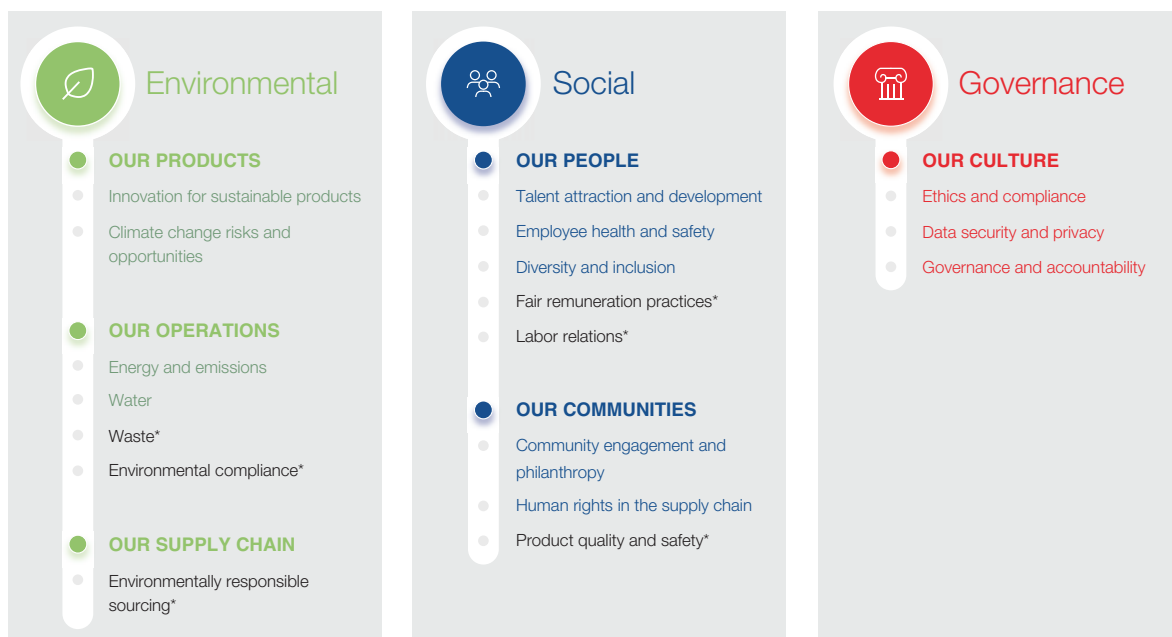 Environmental
OUR PRODUCTS
Innovation for sustainable products
Climate change risks and
opportunities
OUR OPERATIONS
Energy and emissions
Water
Waste*
Environmental compliance*
OUR SUPPLY CHAIN
Environmentally responsible
sourcing*
Social
OUR PEOPLE
Talent attraction and development
Employee health and safety
Diversity and inclusion
Fair remuneration practices*
Labor relations*
OUR COMMUNITIES
Community engagement and
philanthropy
Human rights in the supply chain
Product quality and safety*
Governance
OUR CULTURE
Ethics and compliance
Data security and privacy
Governance and accountability